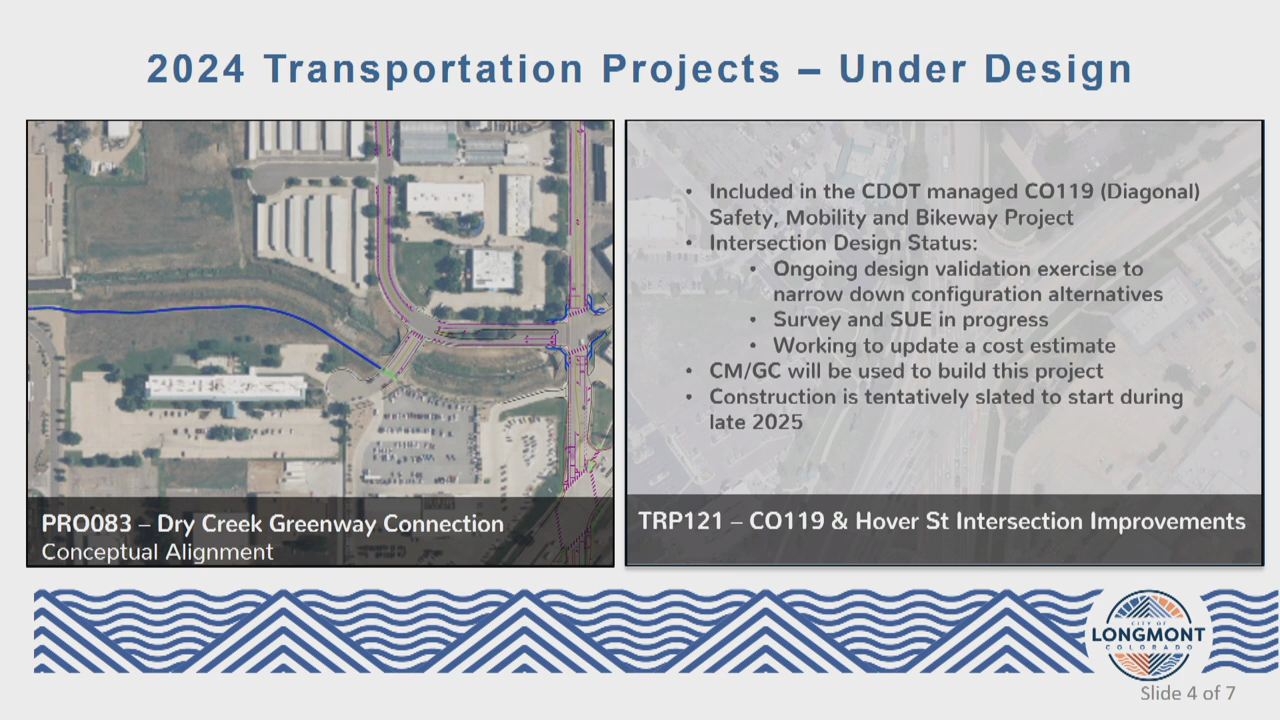 2024 Transportation Projects – Under Design
• Included in the CDOT managed CO119 (Diagonal)
Safety, Mobility and Bikeway Project
• Intersection Design Status:
• Ongoing design validation exercise to
narrow down configuration alternatives
• Survey and SUE in progress
• Working to update a cost estimate
• CM/GC will be used to build this project
• Construction is tentatively slated to start during
late 2025
PRO083 – Dry Creek Greenway Connection
Conceptual Alignment
TRP121 – CO119 & Hover St Intersection Improvements
CITY OF
LONGMONT
COLORADO
Slide 4 of 7